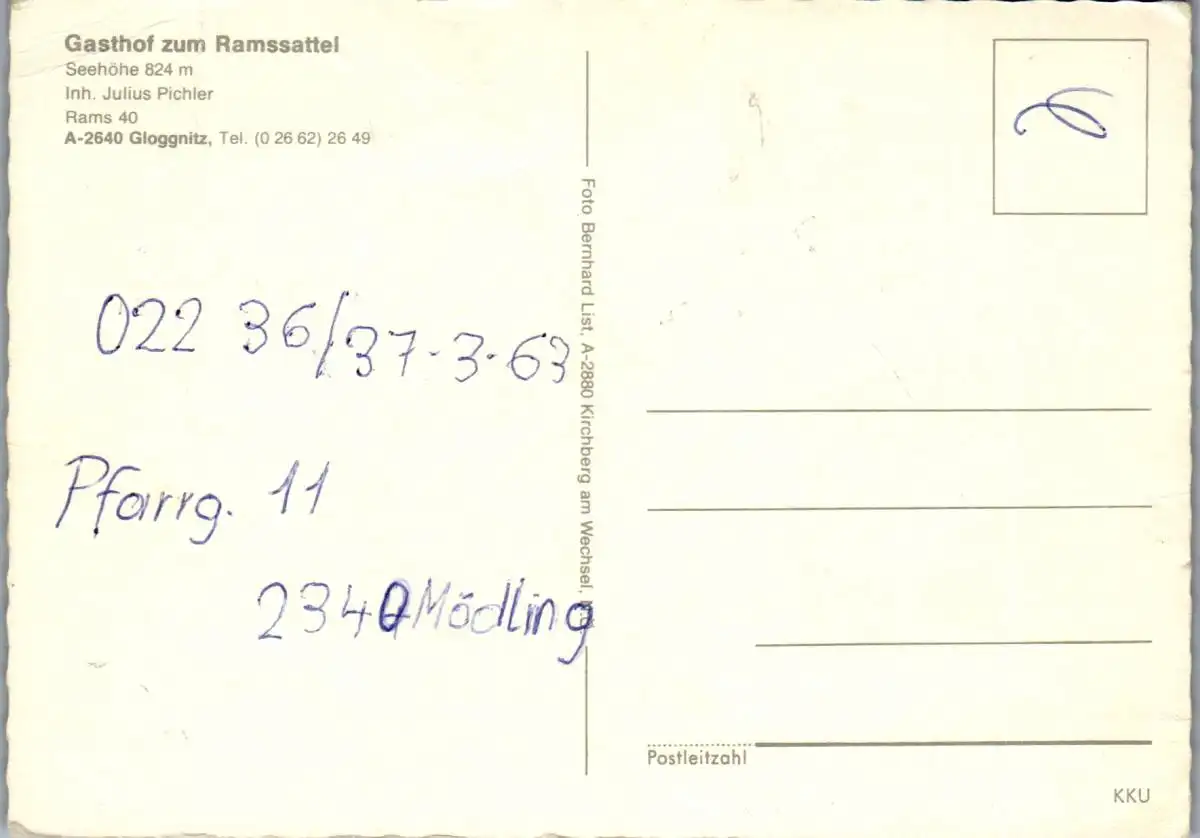 Gasthof zum Ramssattel
Seehöhe 824 m
Inh. Julius Pichler
Rams 40
A-2640 Gloggnitz, Tel. (0 26 62) 26 49
022 36/37-3-63
Pfarrg. 11
2340 Mödling
Foto Bernhard List, A-2880 Kirchberg am Wechsel,
Postleitzahl
KKU